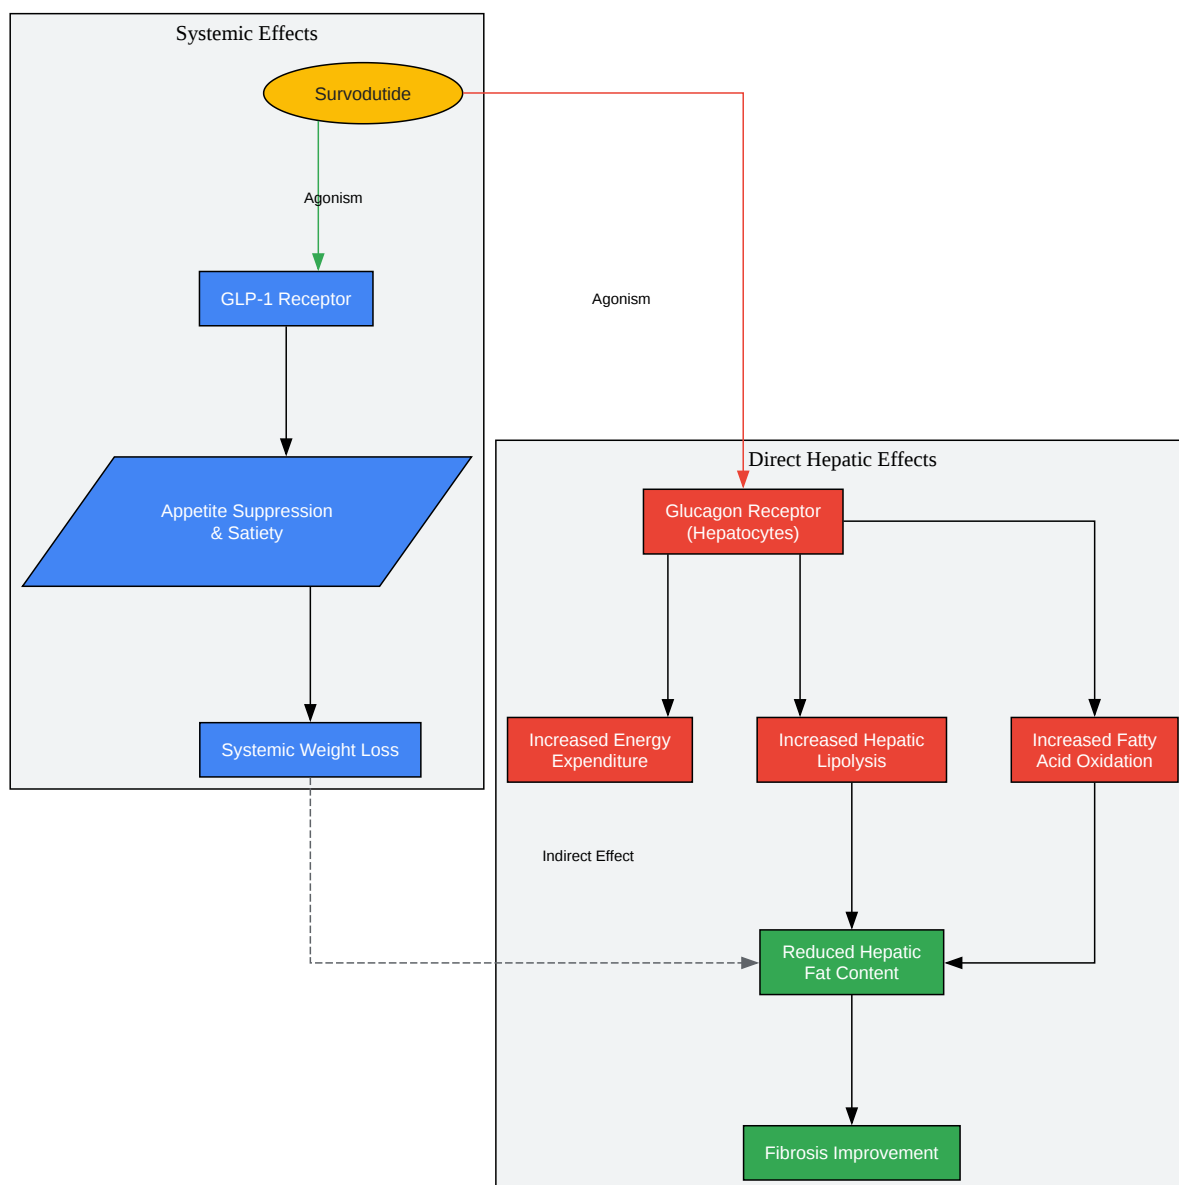 Systemic Effects
Survodutide
Agonism
GLP-1 Receptor
Agonism
Appetite Suppression
& Satiety
Systemic Weight Loss
Direct Hepatic Effects
Glucagon Receptor
(Hepatocytes)
Increased Energy
Expenditure
Increased Hepatic
Lipolysis
Increased Fatty
Acid Oxidation
Indirect Effect
Reduced Hepatic
Fat Content
Fibrosis Improvement